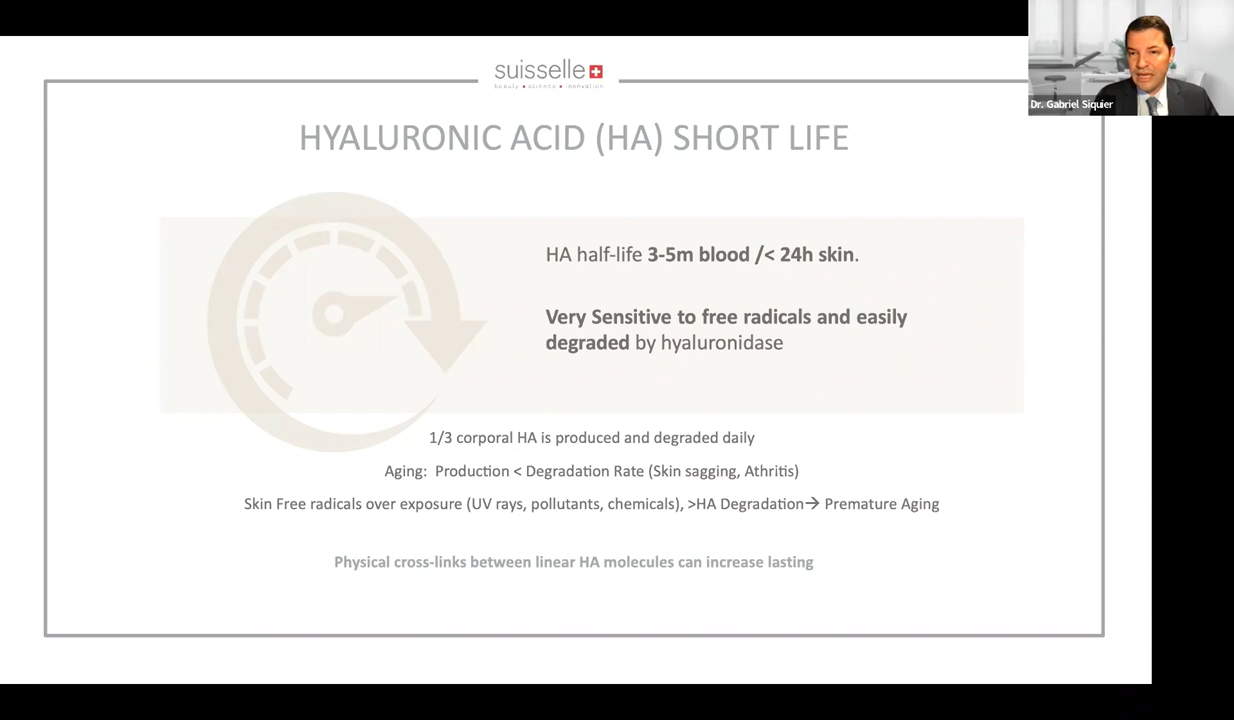 suisselle
beauty • science • innovation
Dr. Gabriel Siquier
HYALURONIC ACID (HA) SHORT LIFE
HA half-life 3-5m blood /< 24h skin.
Very Sensitive to free radicals and easily
degraded by hyaluronidase
1/3 corporal HA is produced and degraded daily
Aging: Production < Degradation Rate (Skin sagging, Athritis)
Skin Free radicals over exposure (UV rays, pollutants, chemicals), >HA Degradation→ Premature Aging
Physical cross-links between linear HA molecules can increase lasting